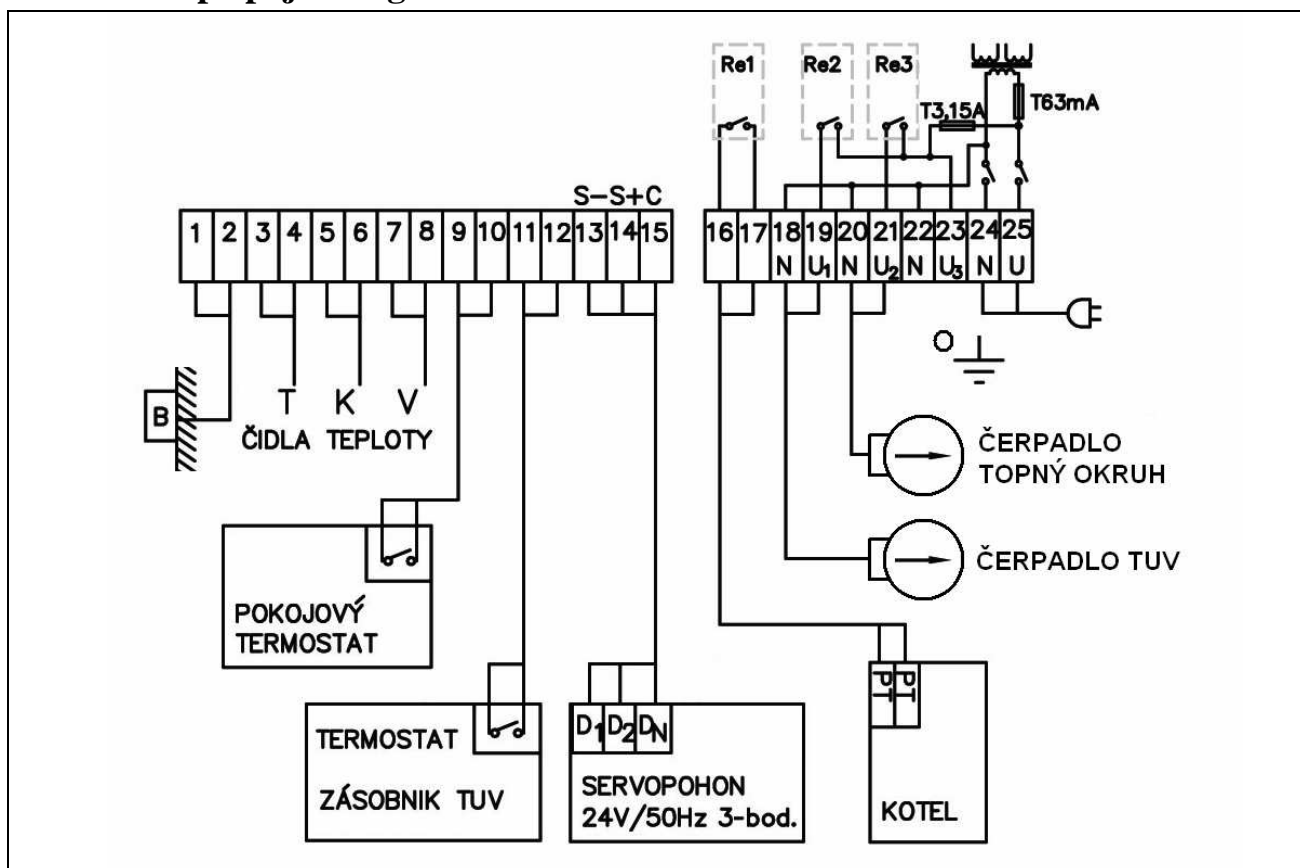 Re1 Re2 Re3
T3,15A T63mA
S- S+ C
1 2 3 4 5 6 7 8 9 10 11 12 13 14 15
16 17 18 19 20 21 22 23 24 25
N U1 N U2 N U3 N U
B
T K V
ČIDLA TEPLOTY
ČERPADLO
TOPNÝ OKRUH
ČERPADLO TUV
POKOJOVÝ
TERMOSTAT
TERMOSTAT
ZÁSOBNIK TUV
D1 D2 DN
SERVOPOHON
24V/50Hz 3-bod.
PT PT
KOTEL